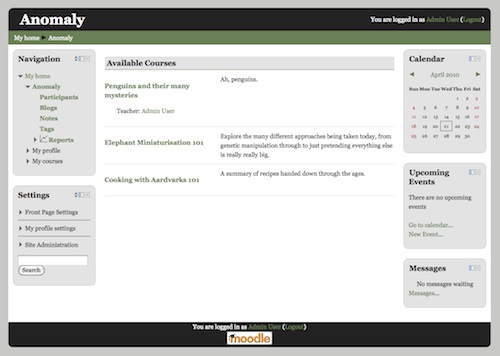 Anomaly
You are logged in as Admin User (Logout)
My home ► Anomaly
Navigation
My home
Anomaly
Participants
Blogs
Notes
Tags
Reports
My profile
My courses
Settings
Front Page Settings
My profile settings
Site Administration
Search
Available Courses
Penguins and their many
mysteries
Ah, penguins.
Teacher: Admin User
Elephant Miniaturisation 101
Explore the many different approaches being taken today, from
genetic manipulation through to just pretending everything else
is really really big.
Cooking with Aardvarks 101
A summary of recipes handed down through the ages.
Calendar
◄ April 2010 ►
Sun Mon Tue Wed Thu Fri Sat
1 2 3
4 5 6 7 8 9 10
11 12 13 14 15 16 17
18 19 20 21 22 23 24
25 26 27 28 29 30
Upcoming
Events
There are no upcoming
events
Go to calendar...
New Event...
Messages
No messages waiting
Messages...
You are logged in as Admin User (Logout)
moodle